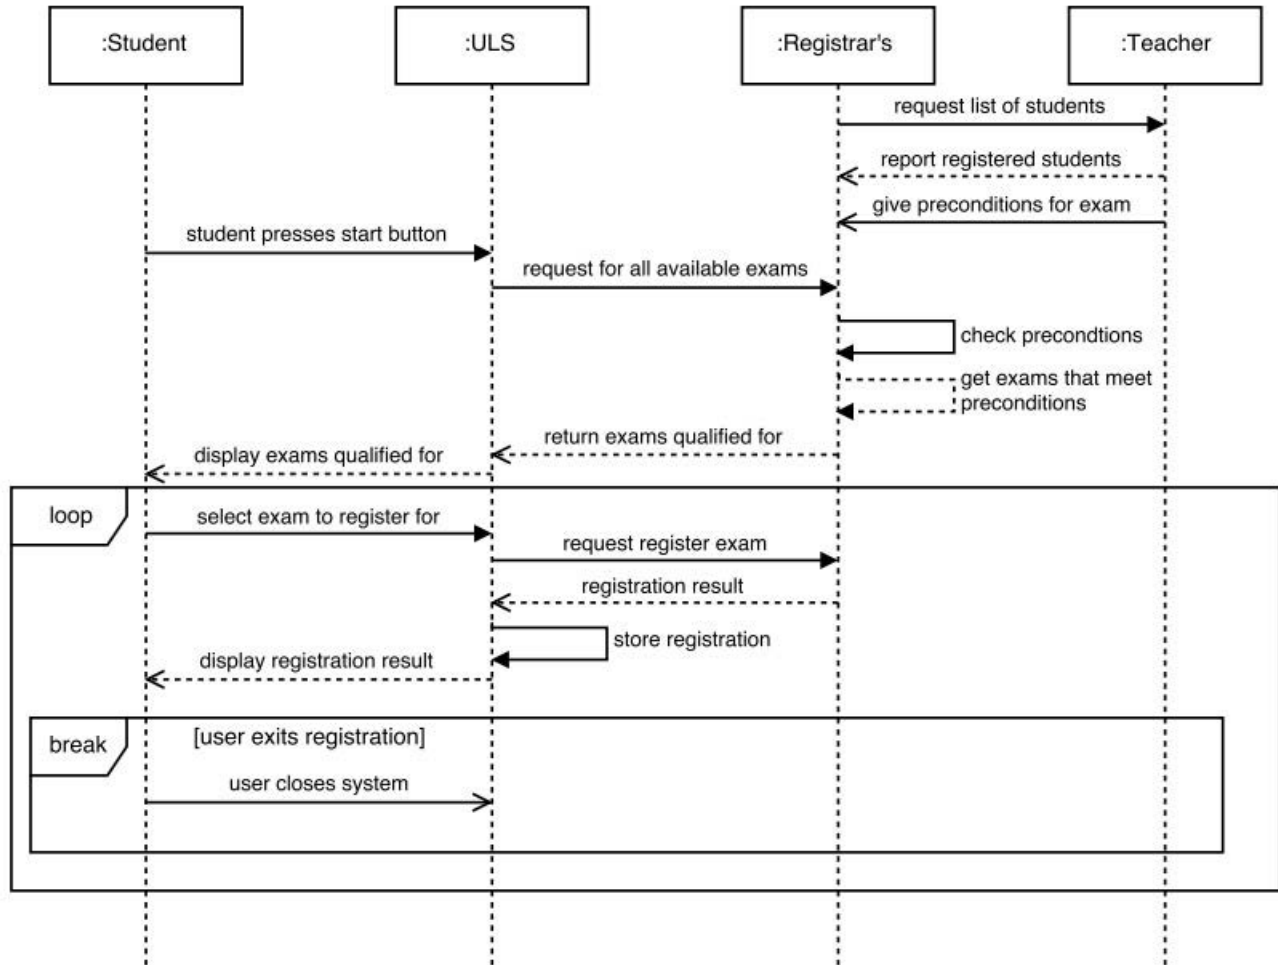 :Student
:ULS
:Registrar's
:Teacher
request list of students
report registered students
give preconditions for exam
student presses start button
request for all available exams
check precondtions
get exams that meet
preconditions
return exams qualified for
display exams qualified for
loop
select exam to register for
request register exam
registration result
store registration
display registration result
break
[user exits registration]
user closes system